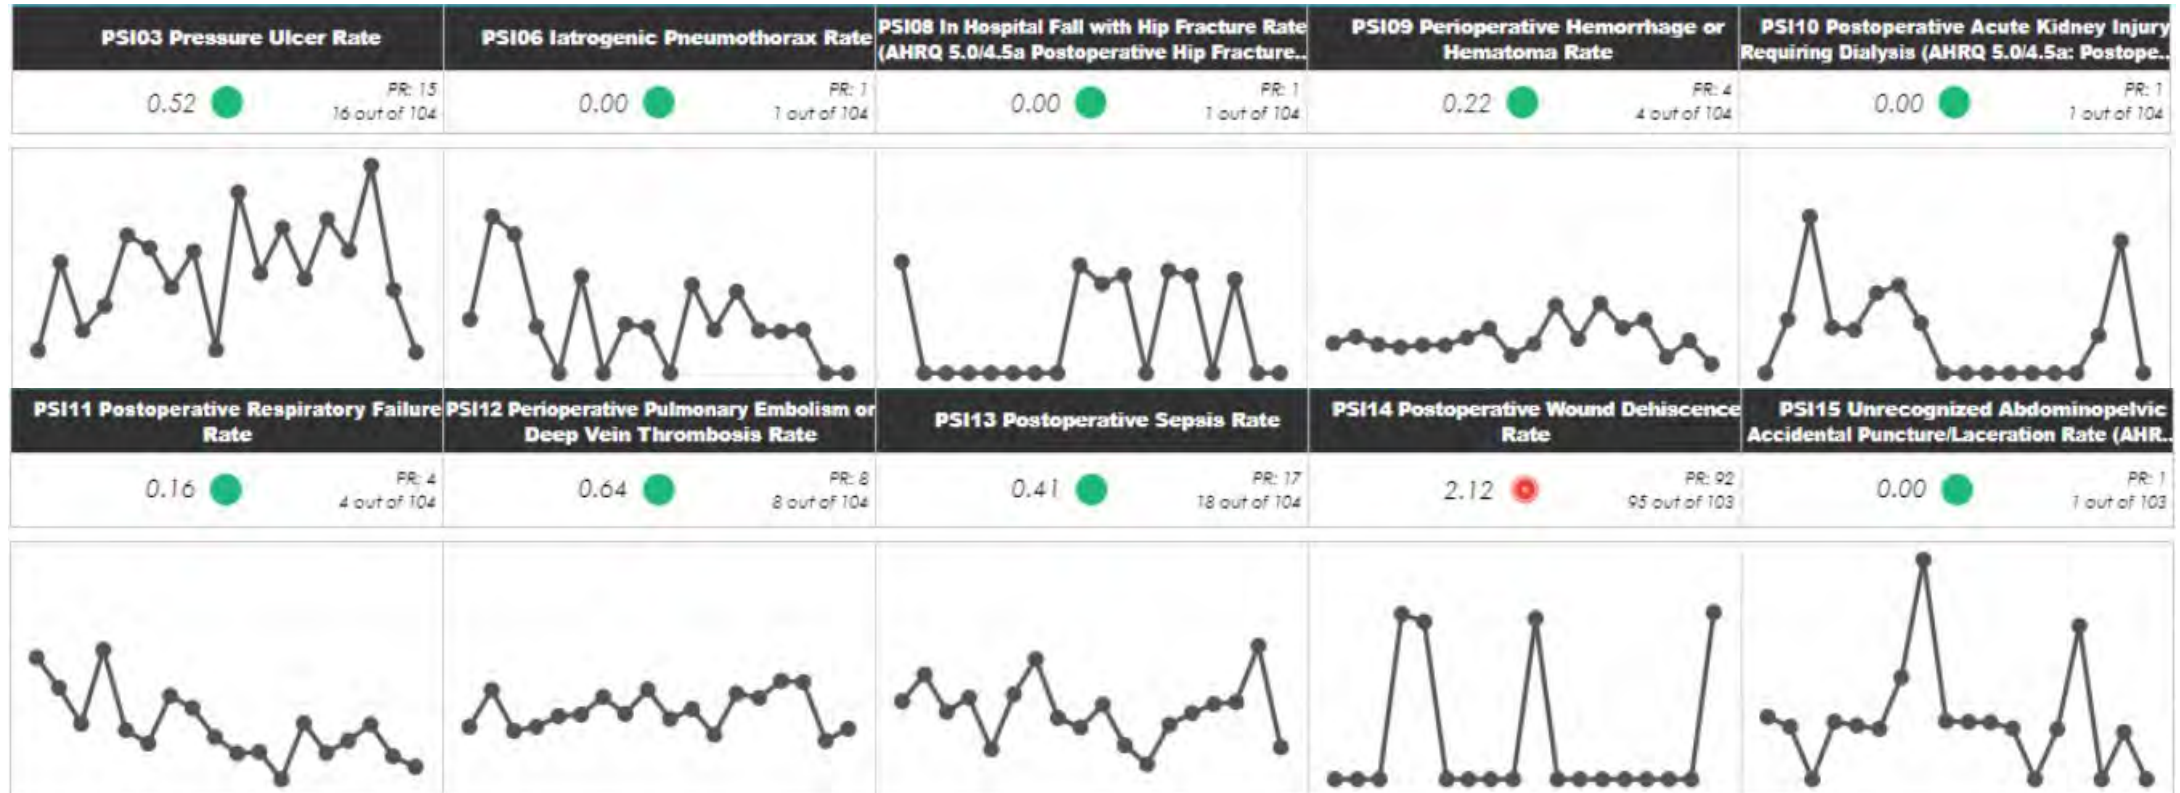 PSI03 Pressure Ulcer Rate
PSI06 Iatrogenic Pneumothorax Rate
PSI08 In Hospital Fall with Hip Fracture Rate
(AHRQ 5.0/4.5a Postoperative Hip Fracture..
PSI09 Perioperative Hemorrhage or
Hematoma Rate
PSI10 Postoperative Acute Kidney Injury
Requiring Dialysis (AHRQ 5.0/4.5a: Postope..
0.52
PR: 15
16 out of 104
0.00
PR: 1
1 out of 104
0.00
PR: 1
1 out of 104
0.22
PR: 4
4 out of 104
0.00
PR: 1
1 out of 104
PSI11 Postoperative Respiratory Failure
Rate
PSI12 Perioperative Pulmonary Embolism or
Deep Vein Thrombosis Rate
PSI13 Postoperative Sepsis Rate
PSI14 Postoperative Wound Dehiscence
Rate
PSI15 Unrecognized Abdominopelvic
Accidental Puncture/Laceration Rate (AHR..
0.16
PR: 4
4 out of 104
0.64
PR: 8
8 out of 104
0.41
PR: 17
18 out of 104
2.12
PR: 92
95 out of 103
0.00
PR: 1
1 out of 103